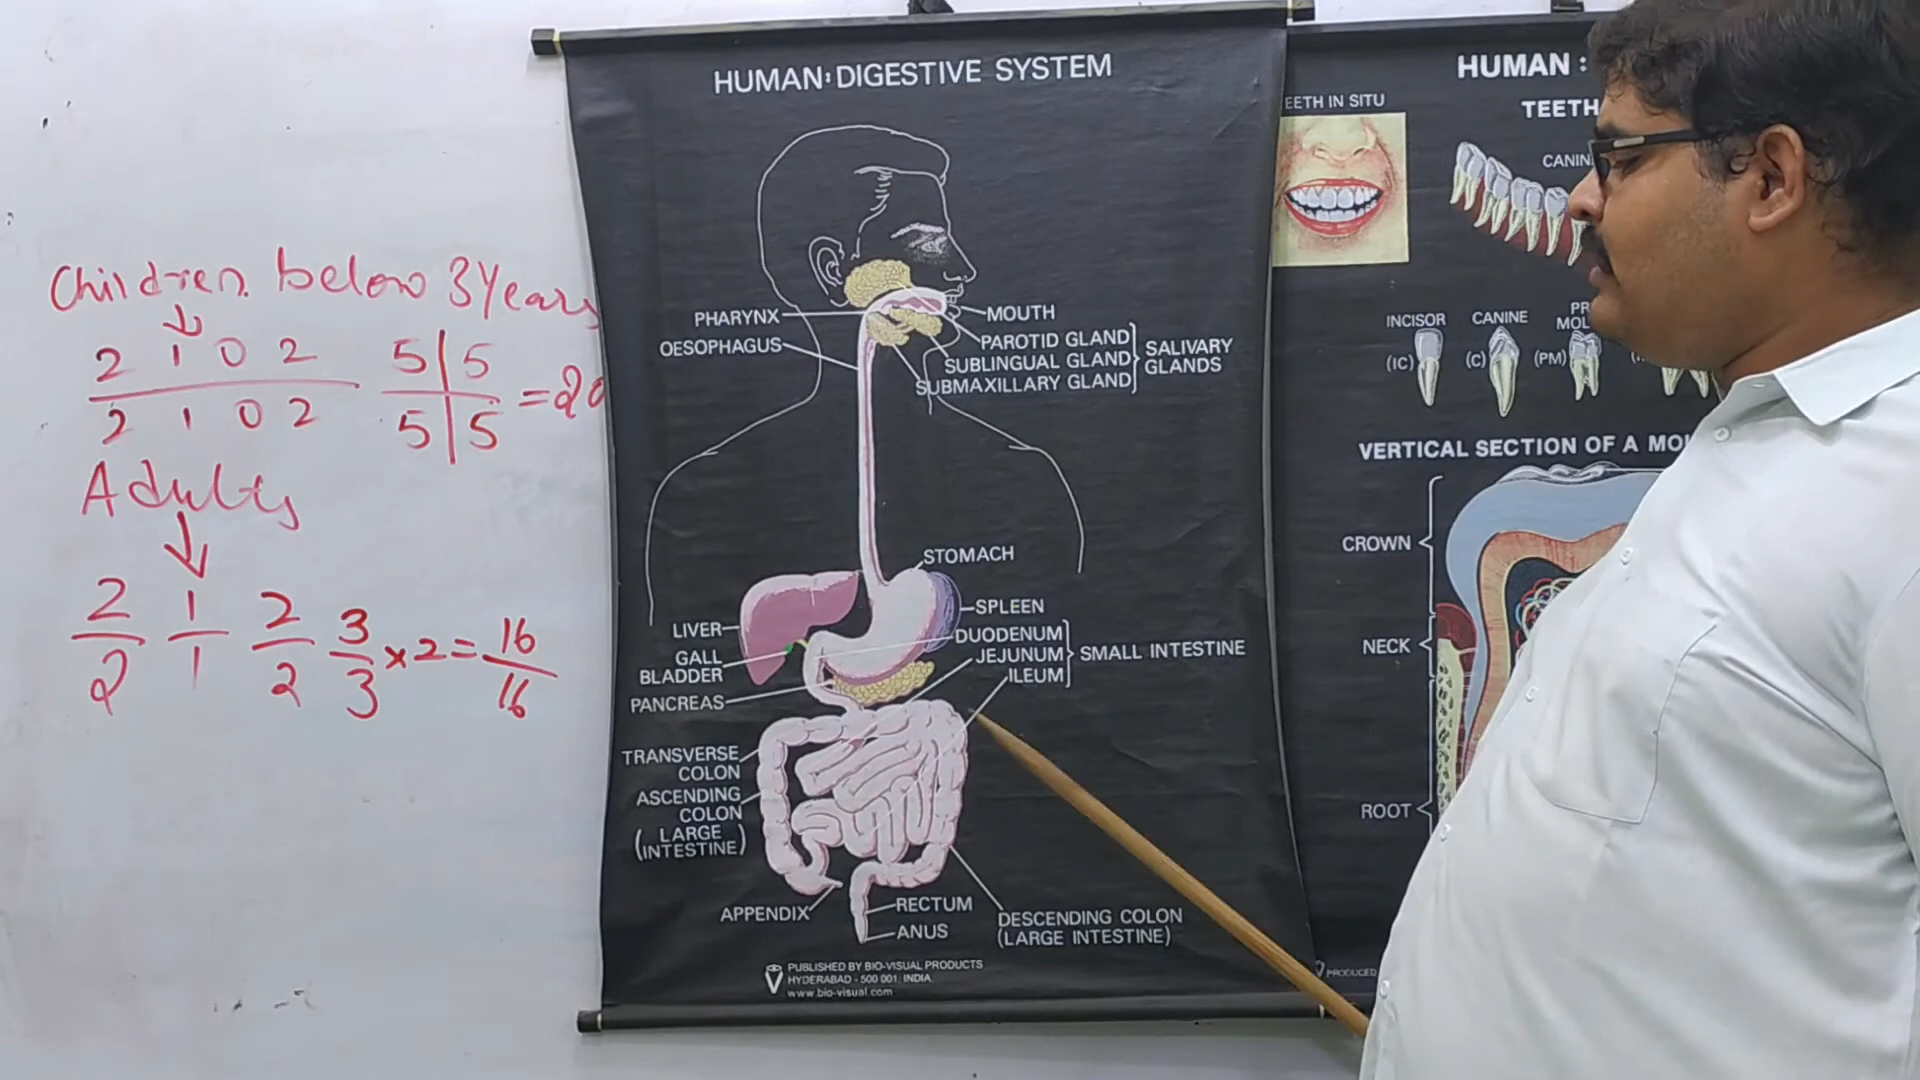 Children below 3 Years
2 1 0 2
2 1 0 2
5 | 5
5 | 5
= 20
Adults
2/2 1/1 2/2 3/3 × 2 = 16/16
HUMAN: DIGESTIVE SYSTEM
PHARYNX
OESOPHAGUS
MOUTH
PAROTID GLAND
SUBLINGUAL GLAND
SUBMAXILLARY GLAND
SALIVARY
GLANDS
STOMACH
SPLEEN
DUODENUM
JEJUNUM
ILEUM
SMALL INTESTINE
LIVER
GALL
BLADDER
PANCREAS
TRANSVERSE
COLON
ASCENDING
COLON
(LARGE
INTESTINE)
APPENDIX
RECTUM
ANUS
DESCENDING COLON
(LARGE INTESTINE)
PUBLISHED BY BIO-VISUAL PRODUCTS
HYDERABAD - 500 001 INDIA
www.bio-visual.com
HUMAN :
TEETH
EETH IN SITU
CANIN
INCISOR
(IC)
CANINE
(C)
PR
MOL
(PM)
VERTICAL SECTION OF A MO
CROWN
NECK
ROOT
PRODUCED